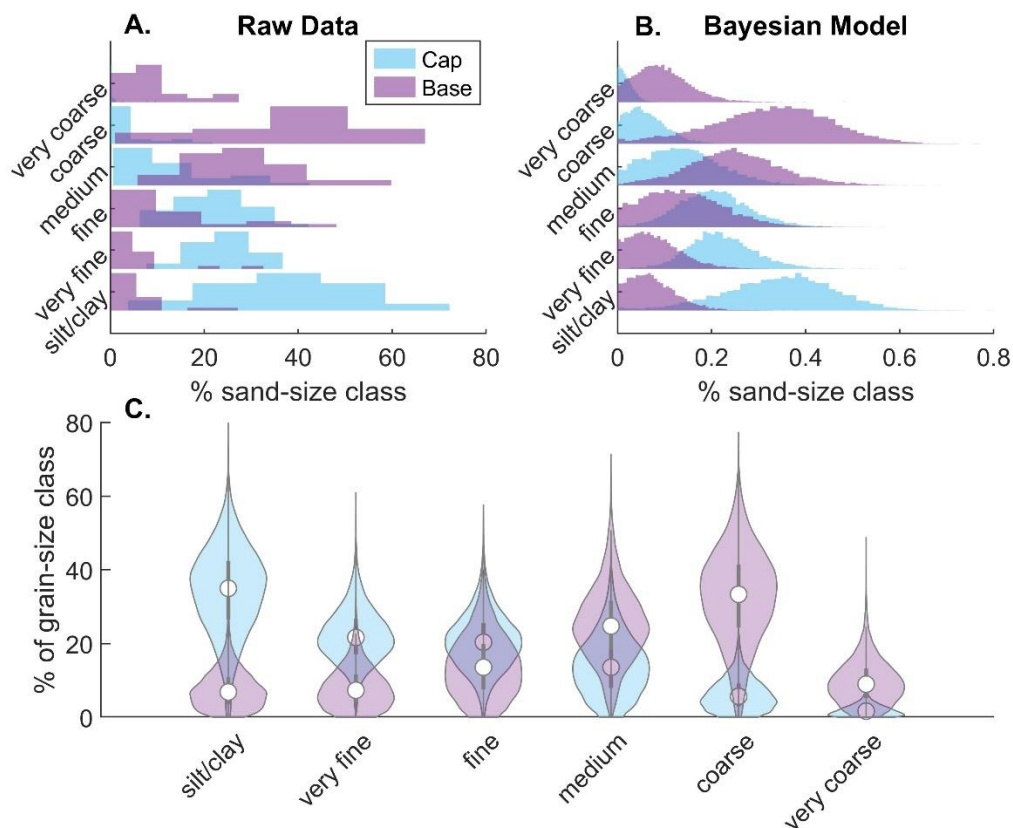 A. Raw Data
Cap
Base
very coarse
coarse
medium
fine
very fine
silt/clay
0 20 40 60 80
% sand-size class
B. Bayesian Model
very coarse
coarse
medium
fine
very fine
silt/clay
0 0.2 0.4 0.6 0.8
% sand-size class
C.
80
60
40
20
0
% of grain-size class
silt/clay
very fine
fine
medium
coarse
very coarse